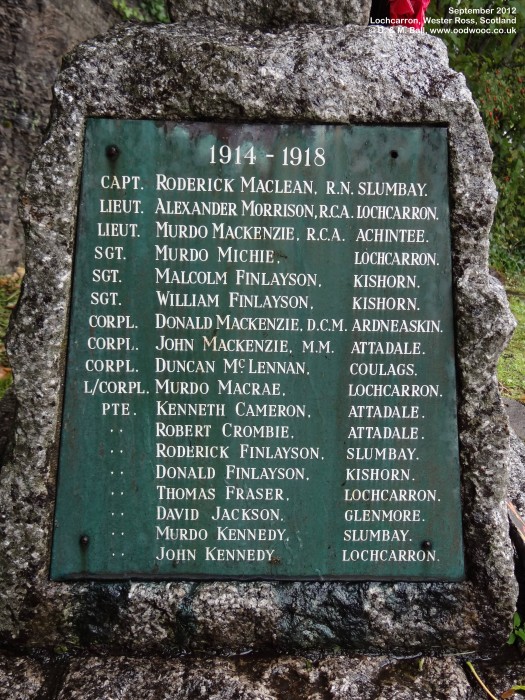 September 2012
Lochcarron, Wester Ross, Scotland
© D. & M. Ball, www.oodwooc.co.uk
1914 - 1918
CAPT. RODERICK MACLEAN, R.N. SLUMBAY.
LIEUT. ALEXANDER MORRISON, R.C.A. LOCHCARRON.
LIEUT. MURDO MACKENZIE, R.C.A. ACHINTEE.
SGT. MURDO MICHIE, LOCHCARRON.
SGT. MALCOLM FINLAYSON, KISHORN.
SGT. WILLIAM FINLAYSON, KISHORN.
CORPL. DONALD MACKENZIE, D.C.M. ARDNEASKIN.
CORPL. JOHN MACKENZIE, M.M. ATTADALE.
CORPL. DUNCAN McLENNAN, COULAGS.
L/CORPL. MURDO MACRAE, LOCHCARRON.
PTE. KENNETH CAMERON, ATTADALE.
·· ROBERT CROMBIE, ATTADALE.
·· RODERICK FINLAYSON, SLUMBAY.
·· DONALD FINLAYSON, KISHORN.
·· THOMAS FRASER, LOCHCARRON.
·· DAVID JACKSON, GLENMORE.
·· MURDO KENNEDY, SLUMBAY.
·· JOHN KENNEDY, LOCHCARRON.